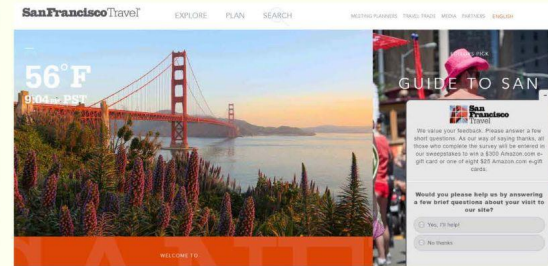 SanFranciscoTravel
EXPLORE PLAN SEARCH
MEETING PLANNERS TRAVEL TRADE MEDIA PARTNERS ENGLISH
56°F
9:01 PST
PICK
GUIDE TO SAN
San
Francisco
Travel
We value your feedback. Please answer a few
short questions. As our way of saying thanks, all
those who complete the survey will be entered in
our sweepstakes to win a $300 Amazon.com e-
gift card or one of eight $25 Amazon.com e-gift
cards.
Would you please help us by answering
a few brief questions about your visit to
our site?
Yes, I'll help!
No thanks
WELCOME TO